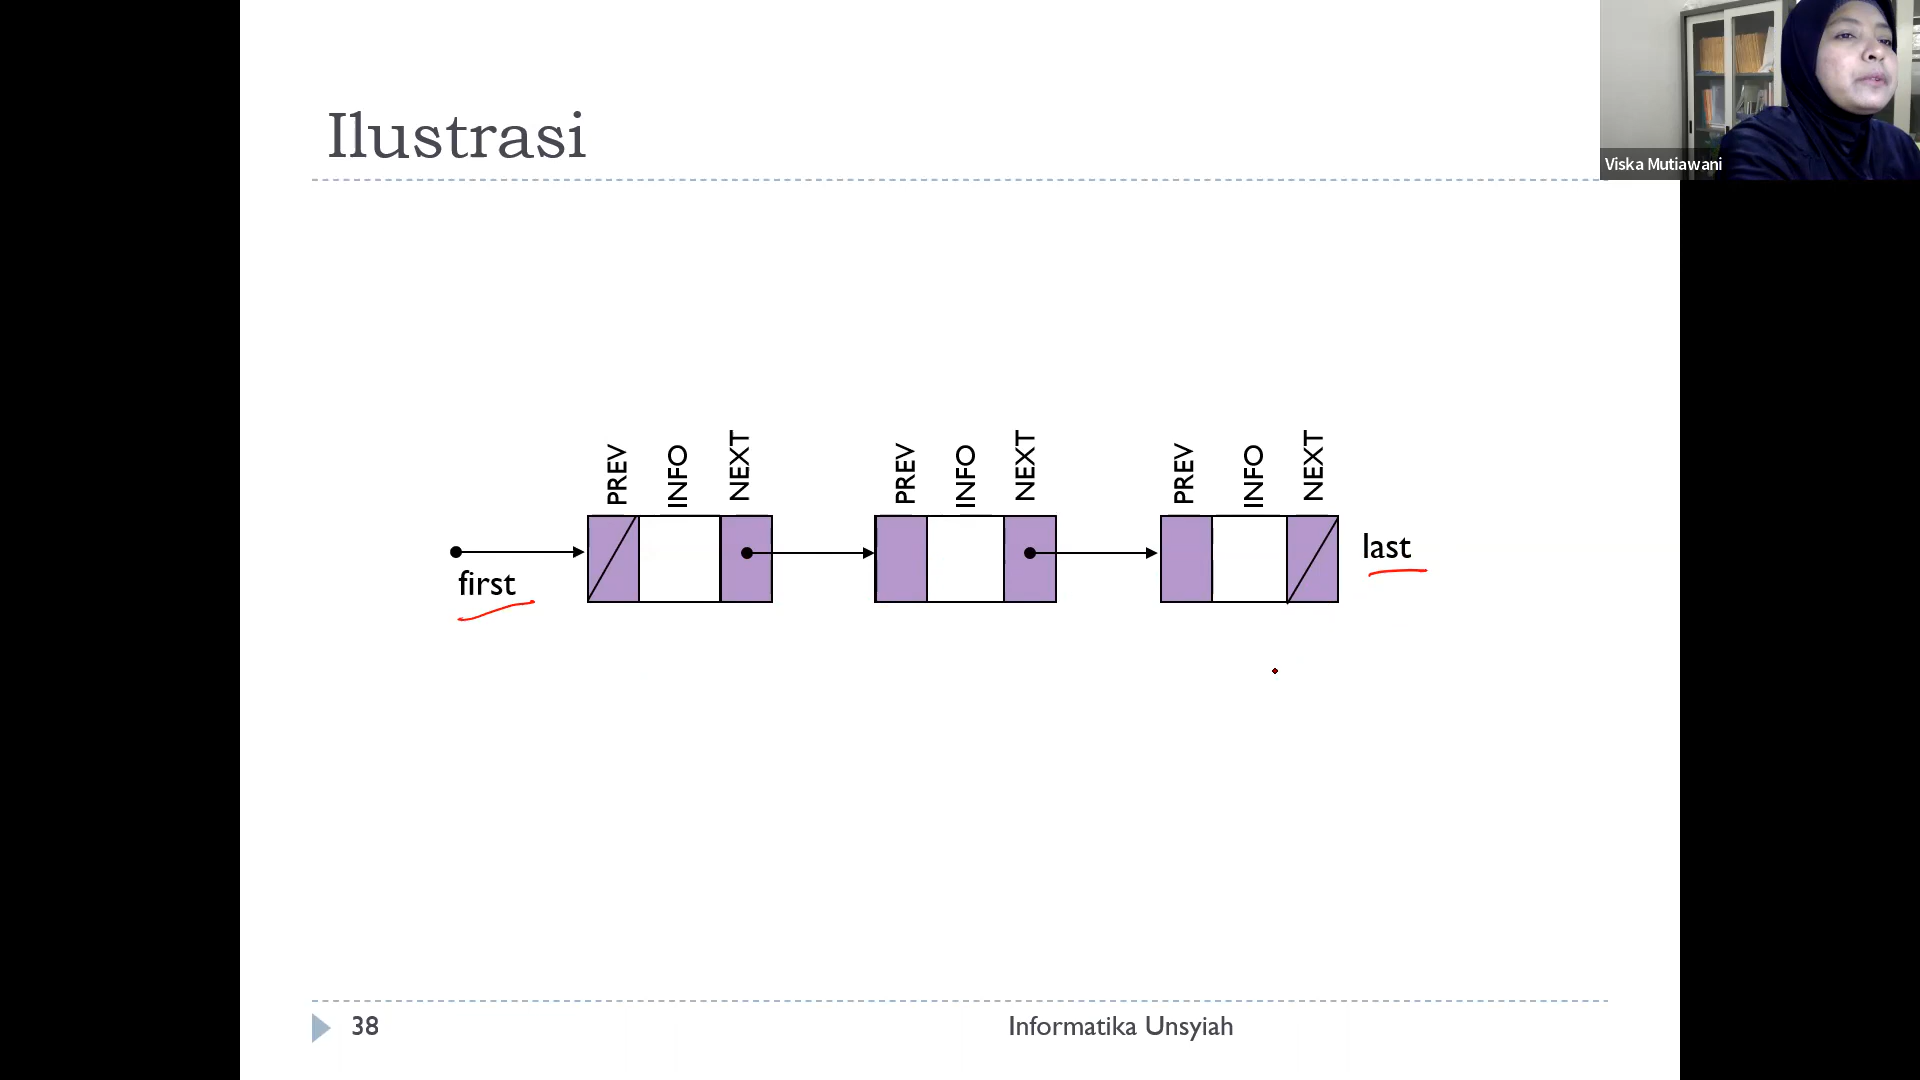 Viska Mutiawani
Ilustrasi
PREV INFO NEXT PREV INFO NEXT PREV INFO NEXT
first
last
38
Informatika Unsyiah